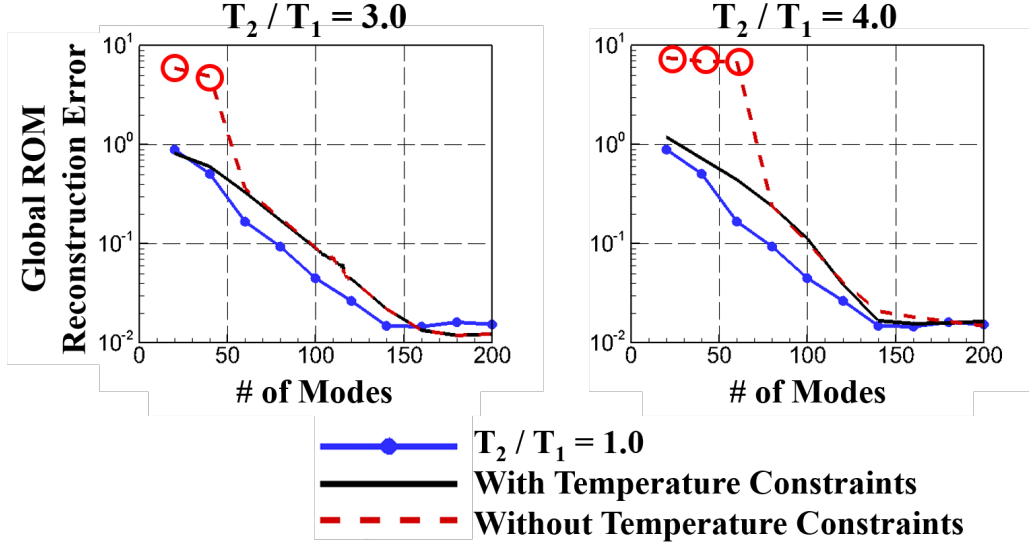 T₂ / T₁ = 3.0
T₂ / T₁ = 4.0
Global ROM
Reconstruction Error
10¹
10⁰
10⁻¹
10⁻²
0
50
100
150
200
# of Modes
10¹
10⁰
10⁻¹
10⁻²
0
50
100
150
200
# of Modes
T₂ / T₁ = 1.0
With Temperature Constraints
Without Temperature Constraints